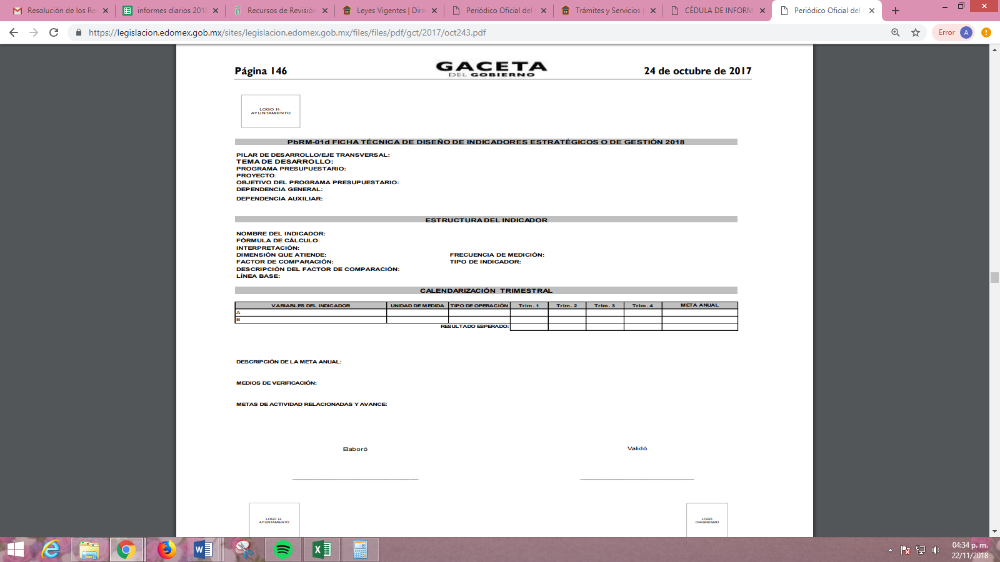 Resolución de los Re
informes diarios 2018
Recursos de Revisión
Leyes Vigentes | Dire
Periódico Oficial del
Trámites y Servicios |
CÉDULA DE INFORM
Periódico Oficial del
https://legislacion.edomex.gob.mx/sites/legislacion.edomex.gob.mx/files/files/pdf/gct/2017/oct243.pdf
Error A
Página 146
GACETA
DEL GOBIERNO
24 de octubre de 2017
LOGO H.
AYUNTAMIENTO
PbRM-01d FICHA TÉCNICA DE DISEÑO DE INDICADORES ESTRATÉGICOS O DE GESTIÓN 2018
PILAR DE DESARROLLO/EJE TRANSVERSAL:
TEMA DE DESARROLLO:
PROGRAMA PRESUPUESTARIO:
PROYECTO:
OBJETIVO DEL PROGRAMA PRESUPUESTARIO:
DEPENDENCIA GENERAL:
DEPENDENCIA AUXILIAR:
ESTRUCTURA DEL INDICADOR
NOMBRE DEL INDICADOR:
FÓRMULA DE CÁLCULO:
INTERPRETACIÓN:
DIMENSIÓN QUE ATIENDE: FRECUENCIA DE MEDICIÓN:
FACTOR DE COMPARACIÓN: TIPO DE INDICADOR:
DESCRIPCIÓN DEL FACTOR DE COMPARACIÓN:
LÍNEA BASE:
CALENDARIZACIÓN TRIMESTRAL
VARIABLES DEL INDICADOR UNIDAD DE MEDIDA TIPO DE OPERACIÓN Trim. 1 Trim. 2 Trim. 3 Trim. 4 META ANUAL
A
B
RESULTADO ESPERADO:
DESCRIPCIÓN DE LA META ANUAL:
MEDIOS DE VERIFICACIÓN:
METAS DE ACTIVIDAD RELACIONADAS Y AVANCE:
Elaboró Validó
LOGO H.
AYUNTAMIENTO
LOGO
ORGANISMO
04:34 p. m.
22/11/2018